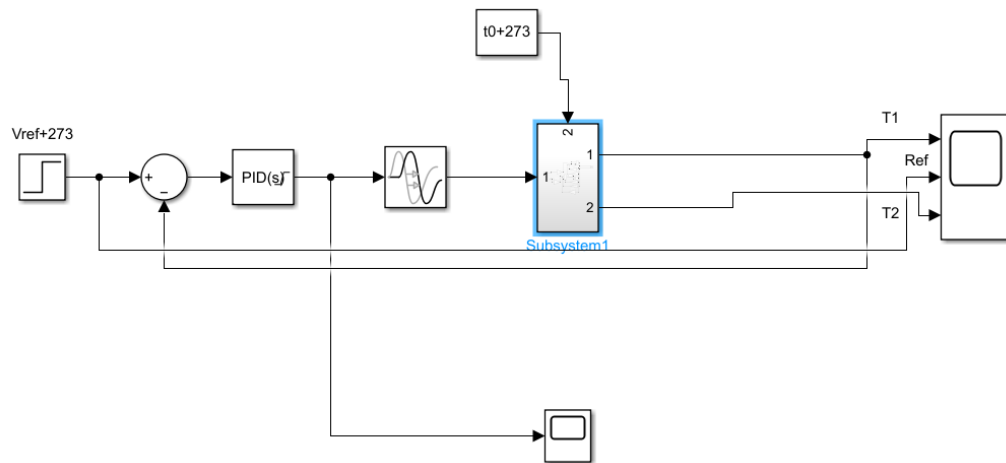 t0+273
Vref+273
+
−
PID(s)
1
2
1
2
Subsystem1
T1
Ref
T2